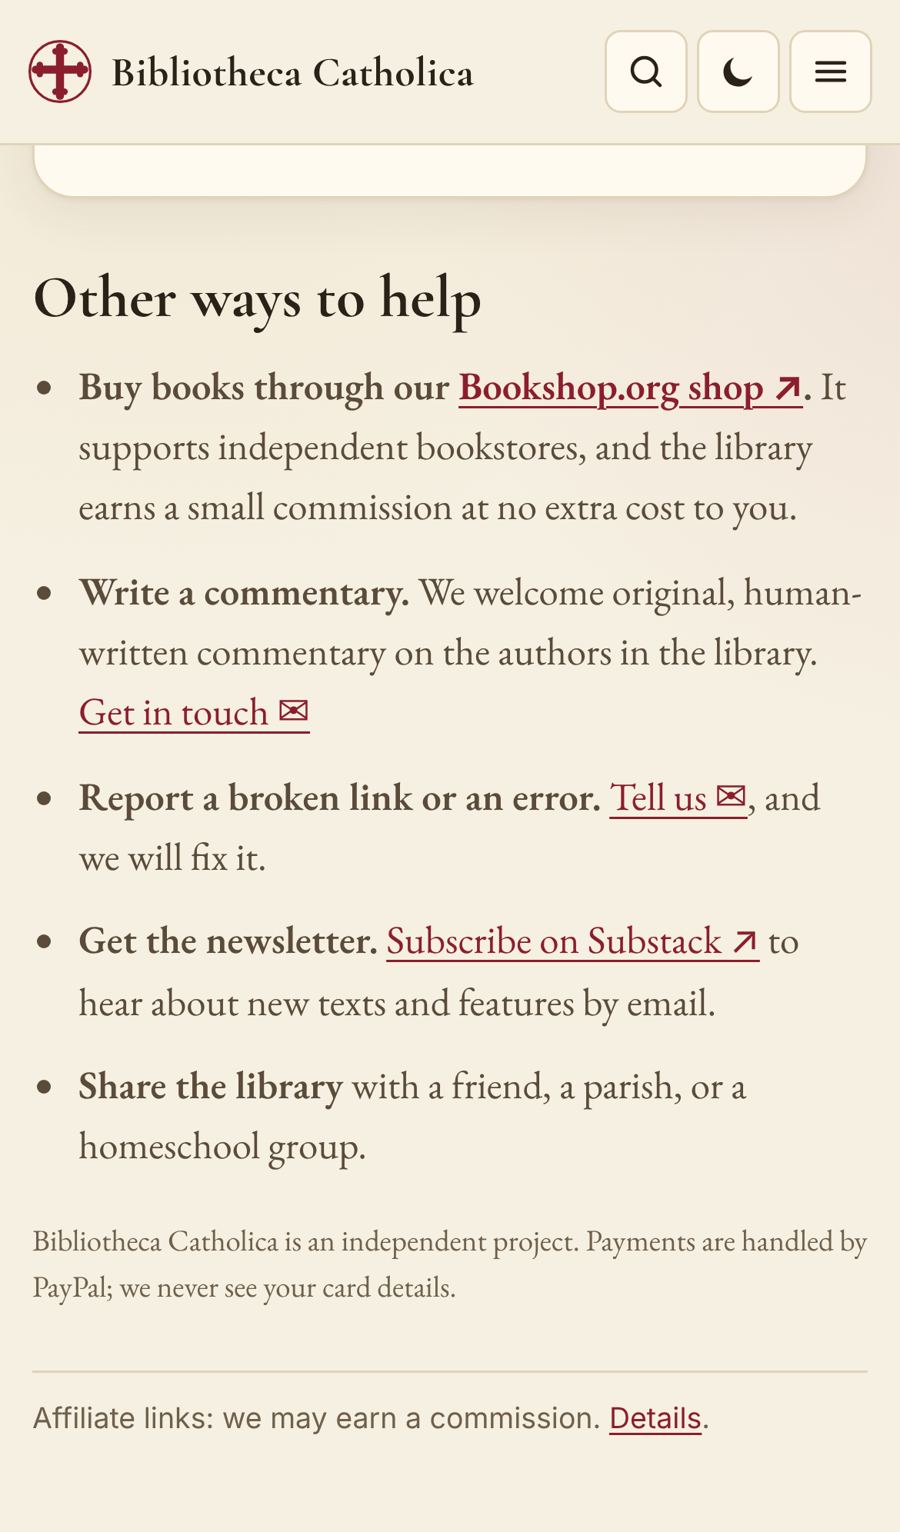 Bibliotheca Catholica
Other ways to help
• Buy books through our Bookshop.org shop ↗. It
supports independent bookstores, and the library
earns a small commission at no extra cost to you.
• Write a commentary. We welcome original, human-
written commentary on the authors in the library.
Get in touch ✉
• Report a broken link or an error. Tell us ✉, and
we will fix it.
• Get the newsletter. Subscribe on Substack ↗ to
hear about new texts and features by email.
• Share the library with a friend, a parish, or a
homeschool group.
Bibliotheca Catholica is an independent project. Payments are handled by
PayPal; we never see your card details.
Affiliate links: we may earn a commission. Details.